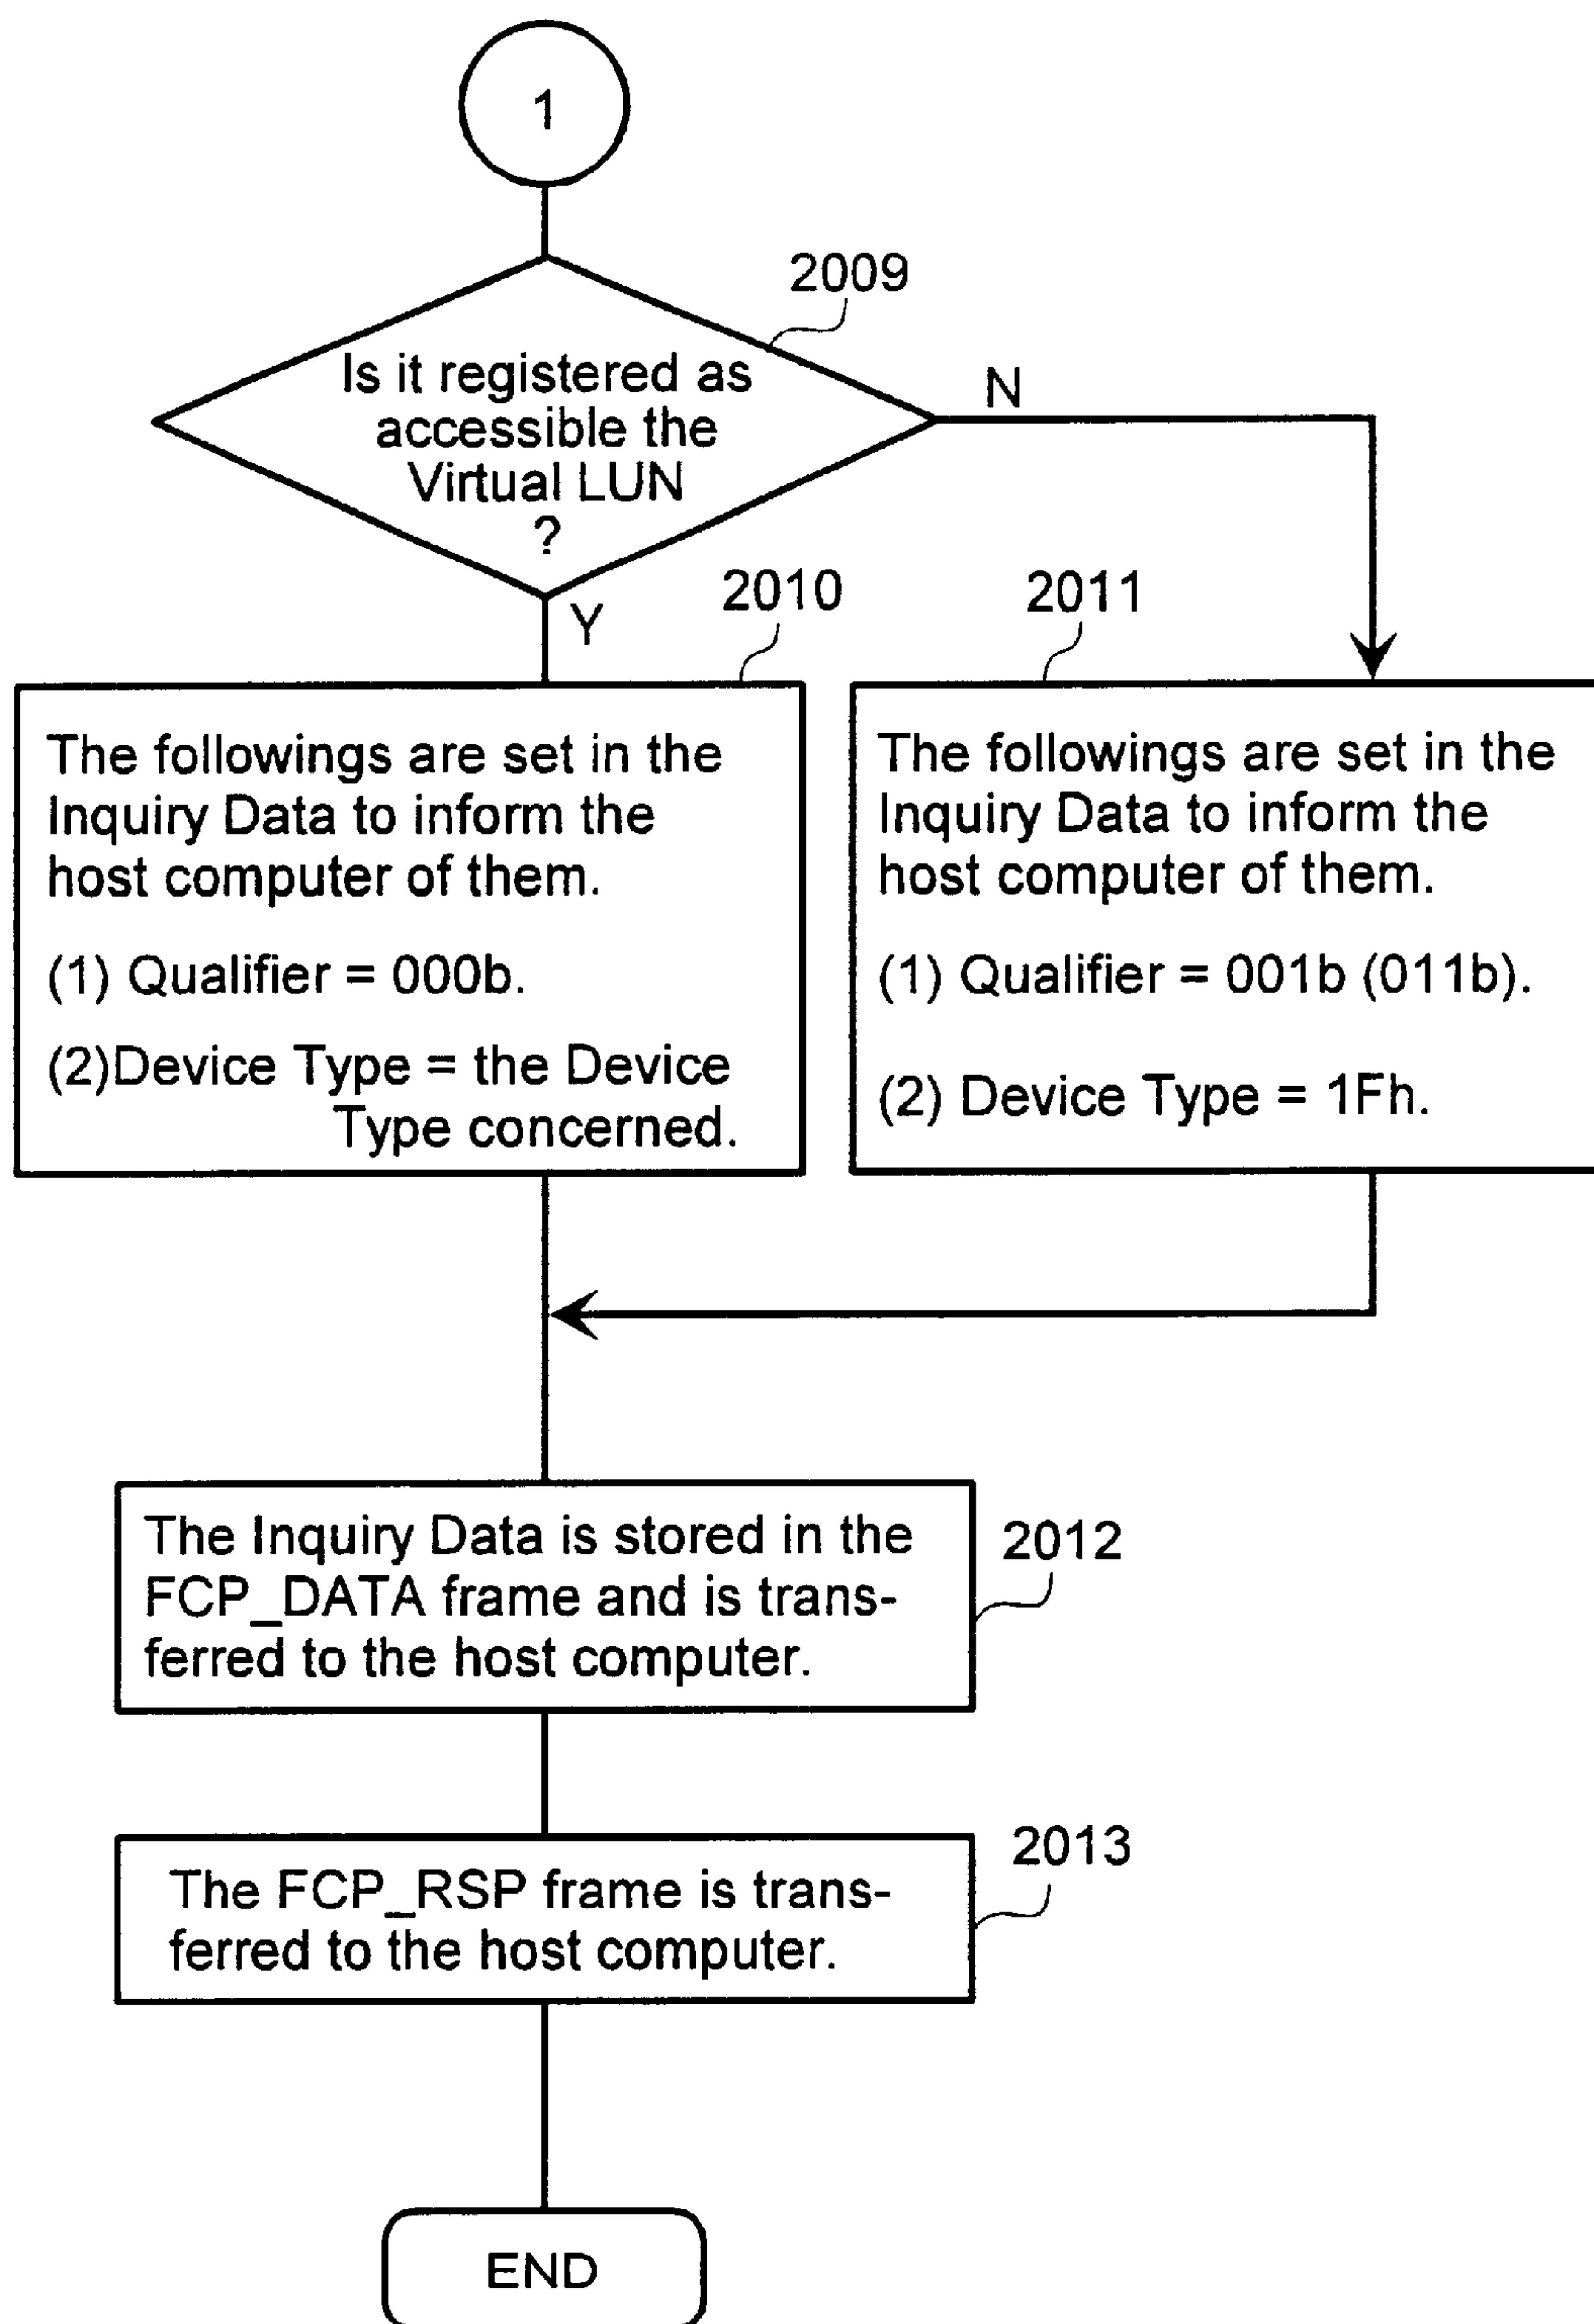 1
2009
Is it registered as
accessible the
Virtual LUN
?
N
Y
2010
The followings are set in the
Inquiry Data to inform the
host computer of them.
(1) Qualifier = 000b.
(2)Device Type = the Device
Type concerned.
2011
The followings are set in the
Inquiry Data to inform the
host computer of them.
(1) Qualifier = 001b (011b).
(2) Device Type = 1Fh.
The Inquiry Data is stored in the
FCP_DATA frame and is trans-
ferred to the host computer.
2012
The FCP_RSP frame is trans-
ferred to the host computer.
2013
END